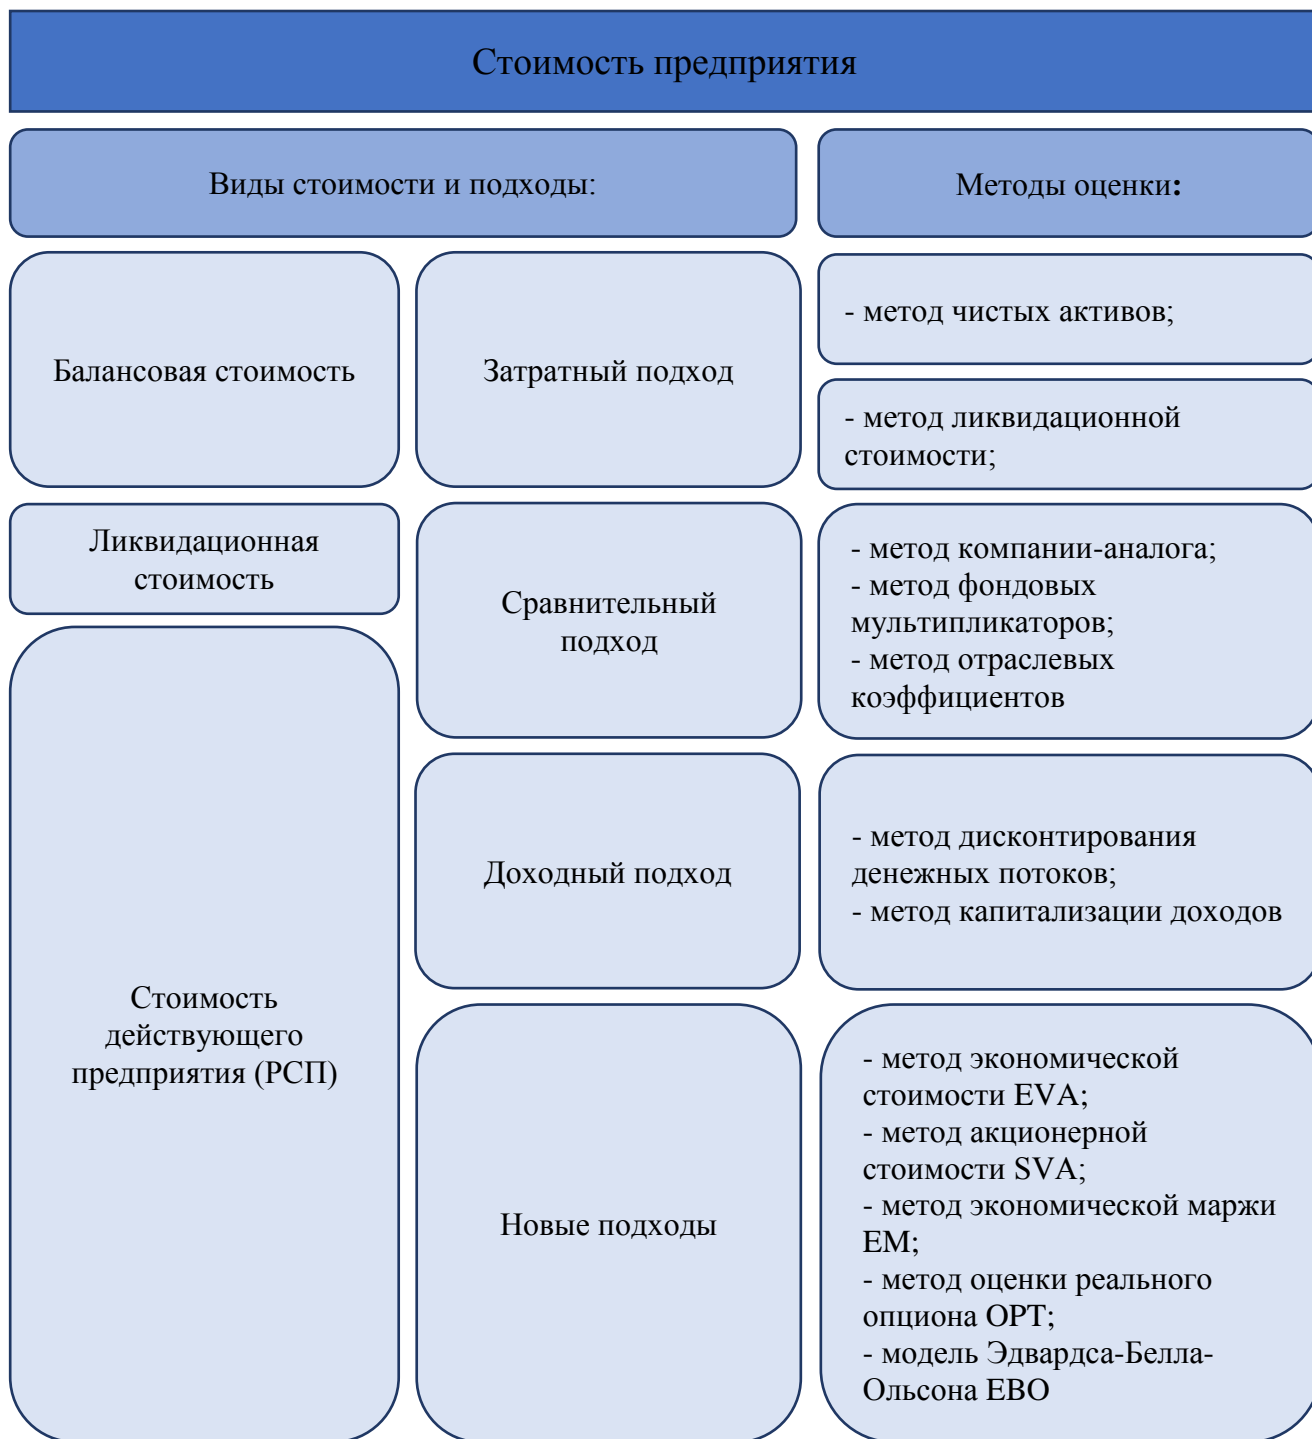 Стоимость предприятия
Виды стоимости и подходы:
Методы оценки:
Балансовая стоимость
Затратный подход
- метод чистых активов;
- метод ликвидационной
стоимости;
Ликвидационная
стоимость
Сравнительный
подход
- метод компании-аналога;
- метод фондовых
мультипликаторов;
- метод отраслевых
коэффициентов
Стоимость
действующего
предприятия (РСП)
Доходный подход
- метод дисконтирования
денежных потоков;
- метод капитализации доходов
Новые подходы
- метод экономической
стоимости EVA;
- метод акционерной
стоимости SVA;
- метод экономической маржи
EM;
- метод оценки реального
опциона ОРТ;
- модель Эдвардса-Белла-
Ольсона ЕВО